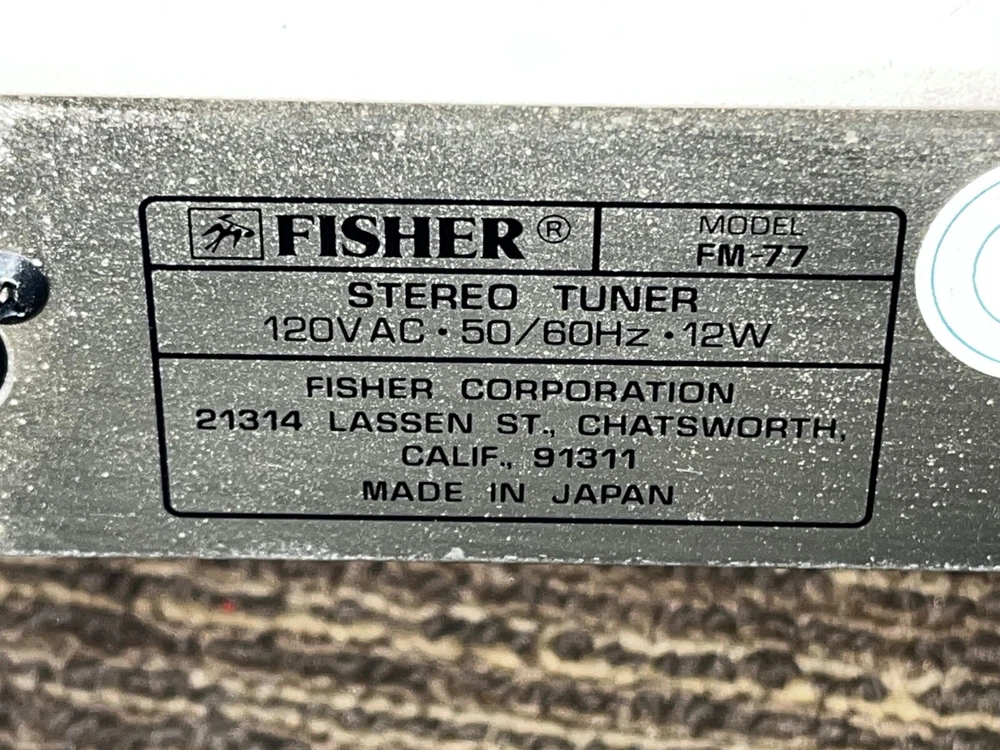 FISHER ®
MODEL
FM-77
STEREO TUNER
120VAC · 50/60Hz · 12W
FISHER CORPORATION
21314 LASSEN ST., CHATSWORTH,
CALIF., 91311
MADE IN JAPAN